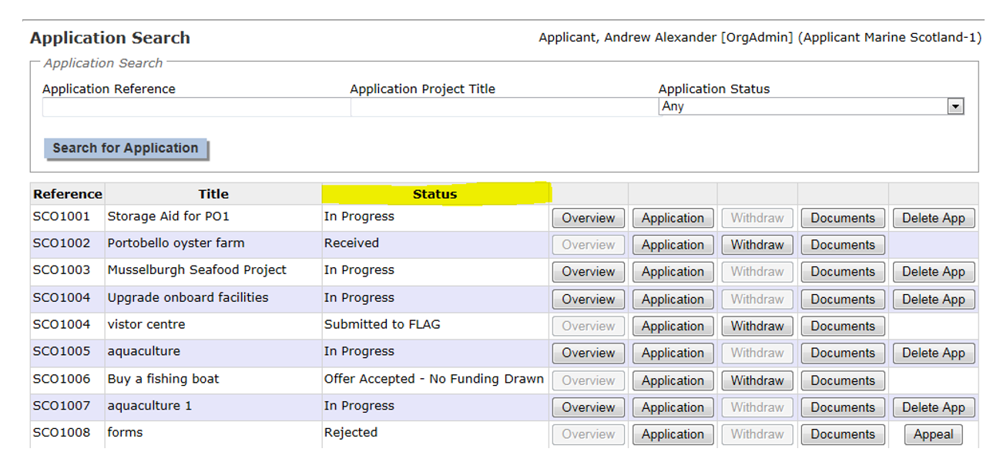 Application Search
Applicant, Andrew Alexander [OrgAdmin] (Applicant Marine Scotland-1)
Application Search
Application Reference Application Project Title Application Status
Any
Search for Application
Reference Title Status
SCO1001 Storage Aid for PO1 In Progress Overview Application Withdraw Documents Delete App
SCO1002 Portobello oyster farm Received Overview Application Withdraw Documents
SCO1003 Musselburgh Seafood Project In Progress Overview Application Withdraw Documents Delete App
SCO1004 Upgrade onboard facilities In Progress Overview Application Withdraw Documents Delete App
SCO1004 vistor centre Submitted to FLAG Overview Application Withdraw Documents
SCO1005 aquaculture In Progress Overview Application Withdraw Documents Delete App
SCO1006 Buy a fishing boat Offer Accepted - No Funding Drawn Overview Application Withdraw Documents
SCO1007 aquaculture 1 In Progress Overview Application Withdraw Documents Delete App
SCO1008 forms Rejected Overview Application Withdraw Documents Appeal